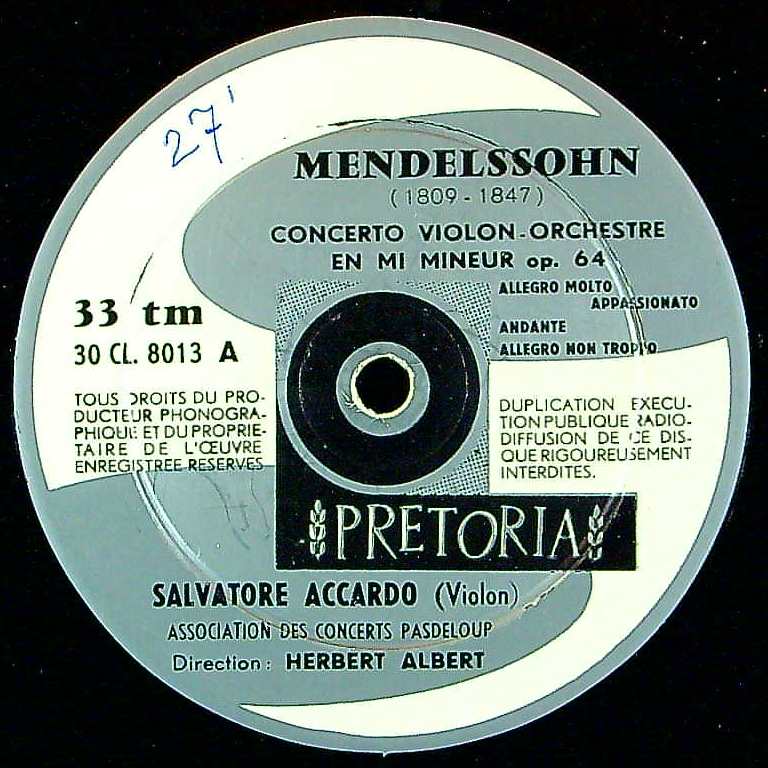 27'
MENDELSSOHN
(1809-1847)
CONCERTO VIOLON-ORCHESTRE
EN MI MINEUR op. 64
ALLEGRO MOLTO
APPASSIONATO
ANDANTE
ALLEGRO NON TROPPO
33 tm
30 CL. 8013 A
TOUS DROITS DU PRO-
DUCTEUR PHONOGRA-
PHIQUE ET DU PROPRIE-
TAIRE DE L'ŒUVRE
ENREGISTREE RESERVES
DUPLICATION EXECU-
TION PUBLIQUE RADIO-
DIFFUSION DE CE DIS-
QUE RIGOUREUSEMENT
INTERDITES.
PRETORIA
SALVATORE ACCARDO (Violon)
ASSOCIATION DES CONCERTS PASDELOUP
Direction: HERBERT ALBERT